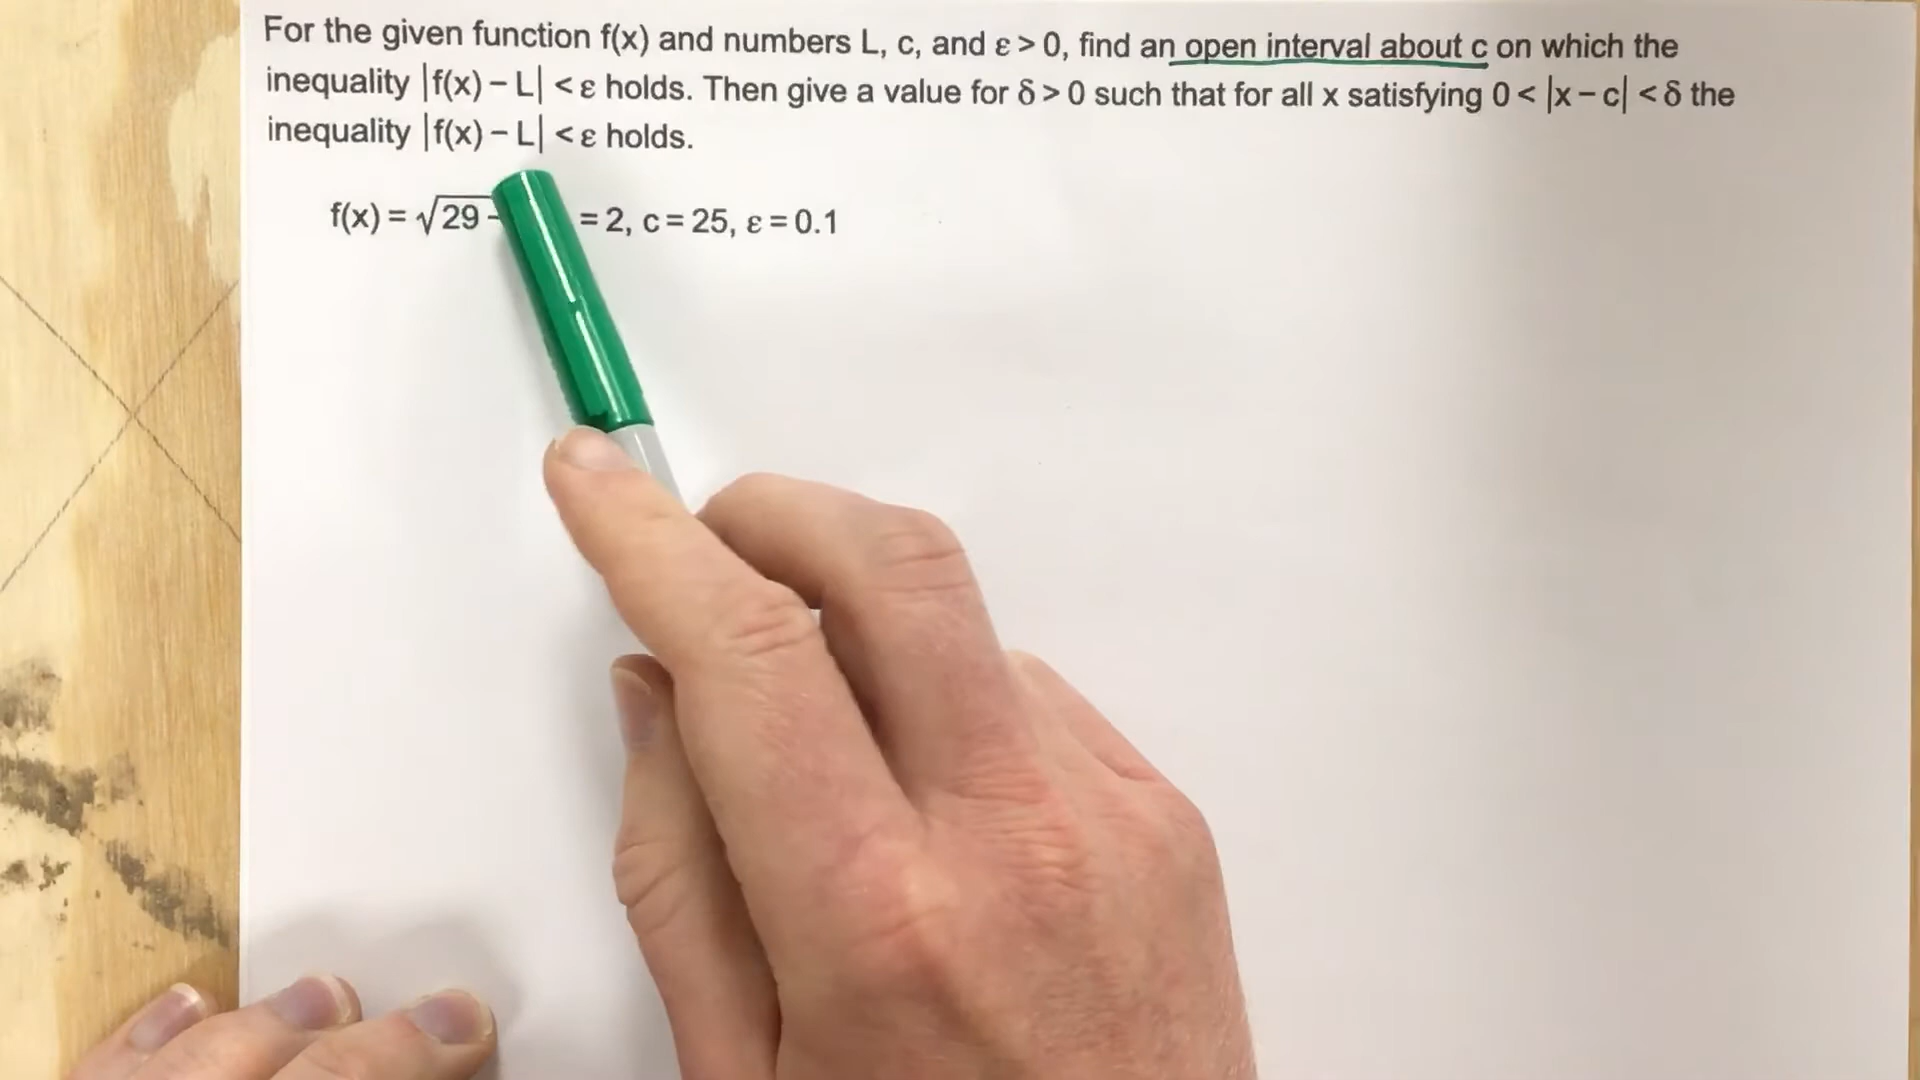 For the given function f(x) and numbers L, c, and ε > 0, find an open interval about c on which the
inequality |f(x) − L| < ε holds. Then give a value for δ > 0 such that for all x satisfying 0 < |x − c| < δ the
inequality |f(x) − L| < ε holds.
f(x) = √29 - = 2, c = 25, ε = 0.1